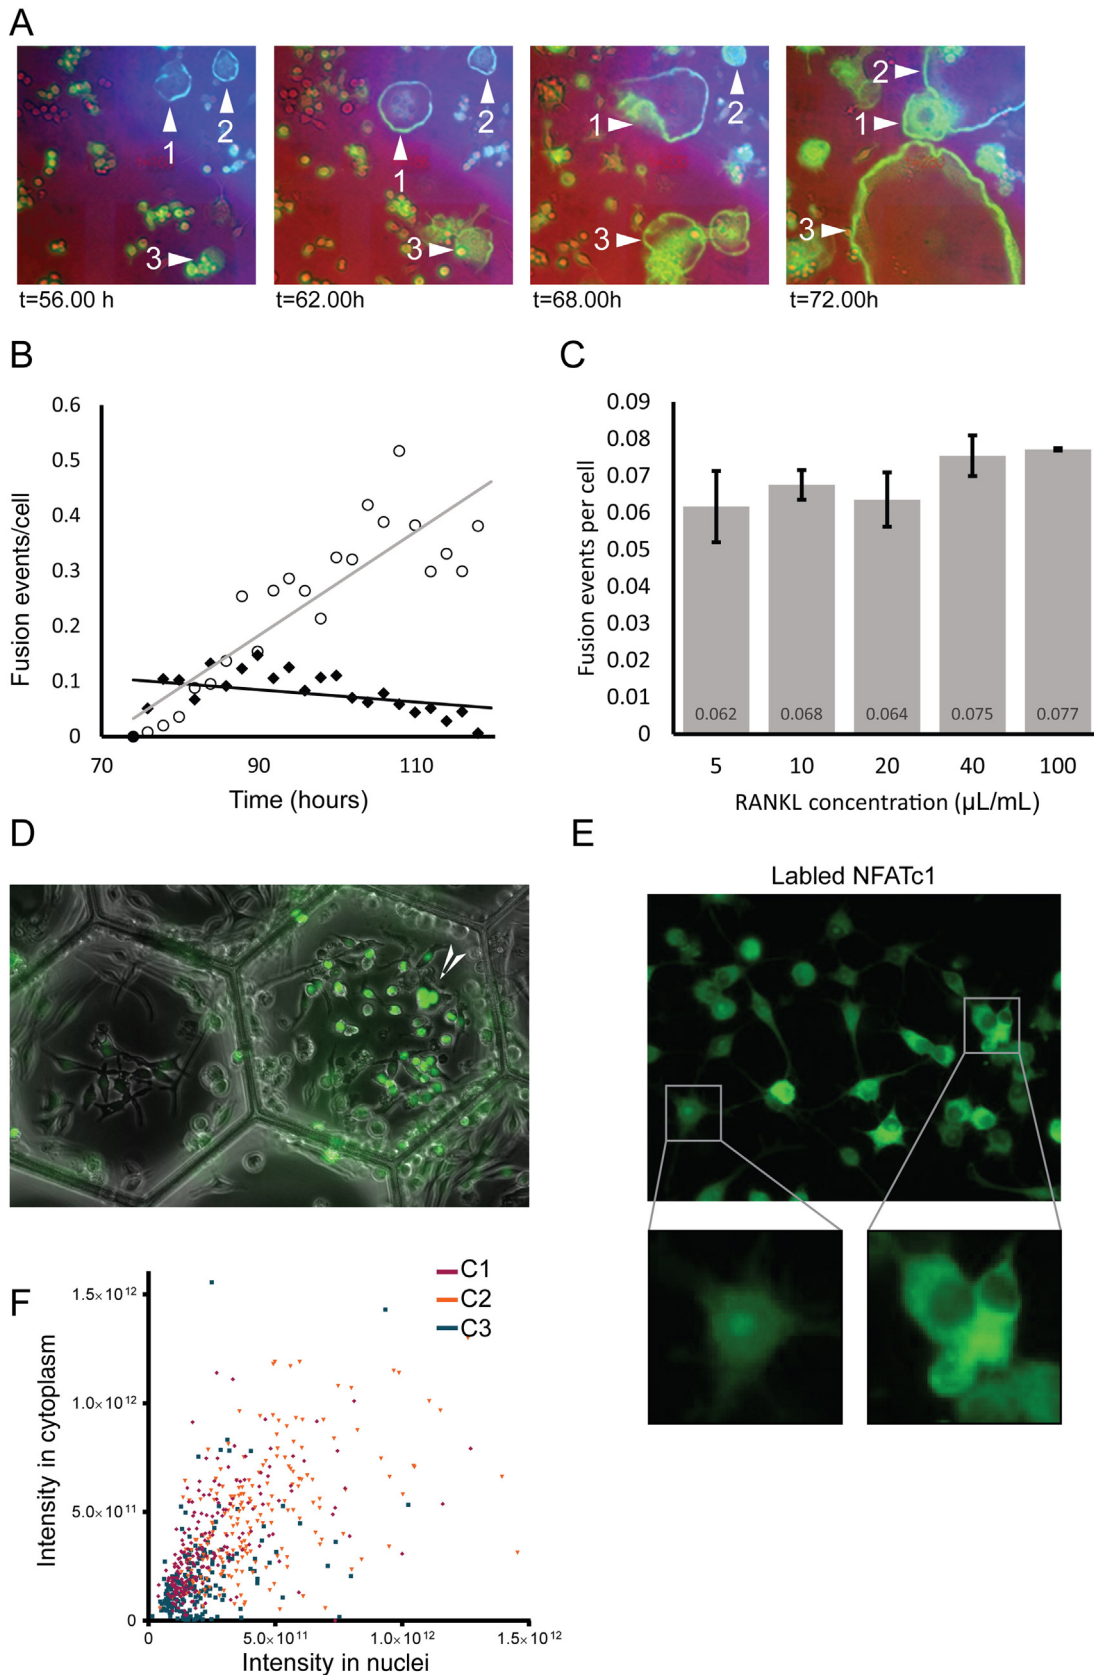 A
1
2
3
1
2
3
1
2
3
2
1
3
t=56.00 h
t=62.00h
t=68.00h
t=72.00h
B
Fusion events/cell
0.6
0.5
0.4
0.3
0.2
0.1
0
70
90
110
Time (hours)
C
Fusion events per cell
0.09
0.08
0.07
0.06
0.05
0.04
0.03
0.02
0.01
0
0.062
0.068
0.064
0.075
0.077
5
10
20
40
100
RANKL concentration (µL/mL)
D
E
Labled NFATc1
F
Intensity in cytoplasm
1.5×10¹²
1.0×10¹²
5.0×10¹¹
0
C1
C2
C3
0
5.0×10¹¹
1.0×10¹²
1.5×10¹²
Intensity in nuclei